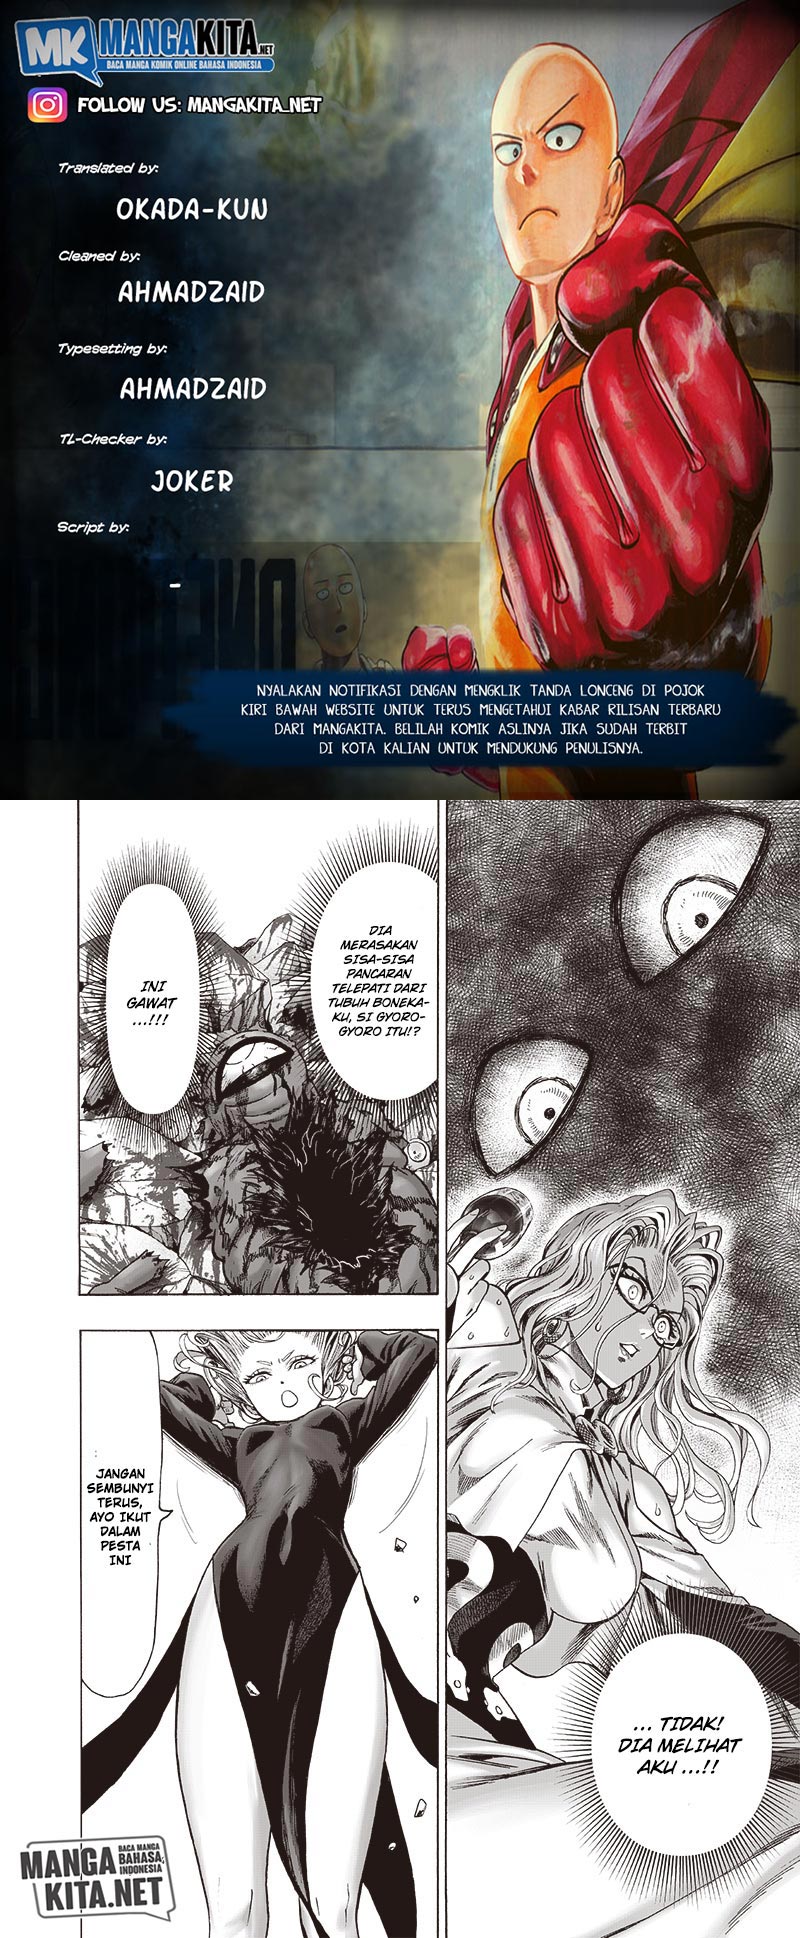 MK MANGAKITA.NET
BACA MANGA KOMIK ONLINE BAHASA INDONESIA
FOLLOW US: MANGAKITA_NET
Translated by:
OKADA-KUN
Cleaned by:
AHMADZAID
Typesetting by:
AHMADZAID
TL-Checker by:
JOKER
Script by:
-
NYALAKAN NOTIFIKASI DENGAN MENGKLIK TANDA LONCENG DI POJOK
KIRI BAWAH WEBSITE UNTUK TERUS MENGETAHUI KABAR RILISAN TERBARU
DARI MANGAKITA. BELILAH KOMIK ASLINYA JIKA SUDAH TERBIT
DI KOTA KALIAN UNTUK MENDUKUNG PENULISNYA.
... TIDAK!
DIA MELIHAT
AKU ...!!
DIA
MERASAKAN
SISA-SISA
PANCARAN
TELEPATI DARI
TUBUH BONEKA-
KU, SI GYORO-
GYORO ITU!?
INI
GAWAT
...!!!
JANGAN
SEMBUNYI
TERUS,
AYO IKUT
DALAM
PESTA
INI
MANGA
KITA.NET
BACA MANGA
BAHASA
INDONESIA